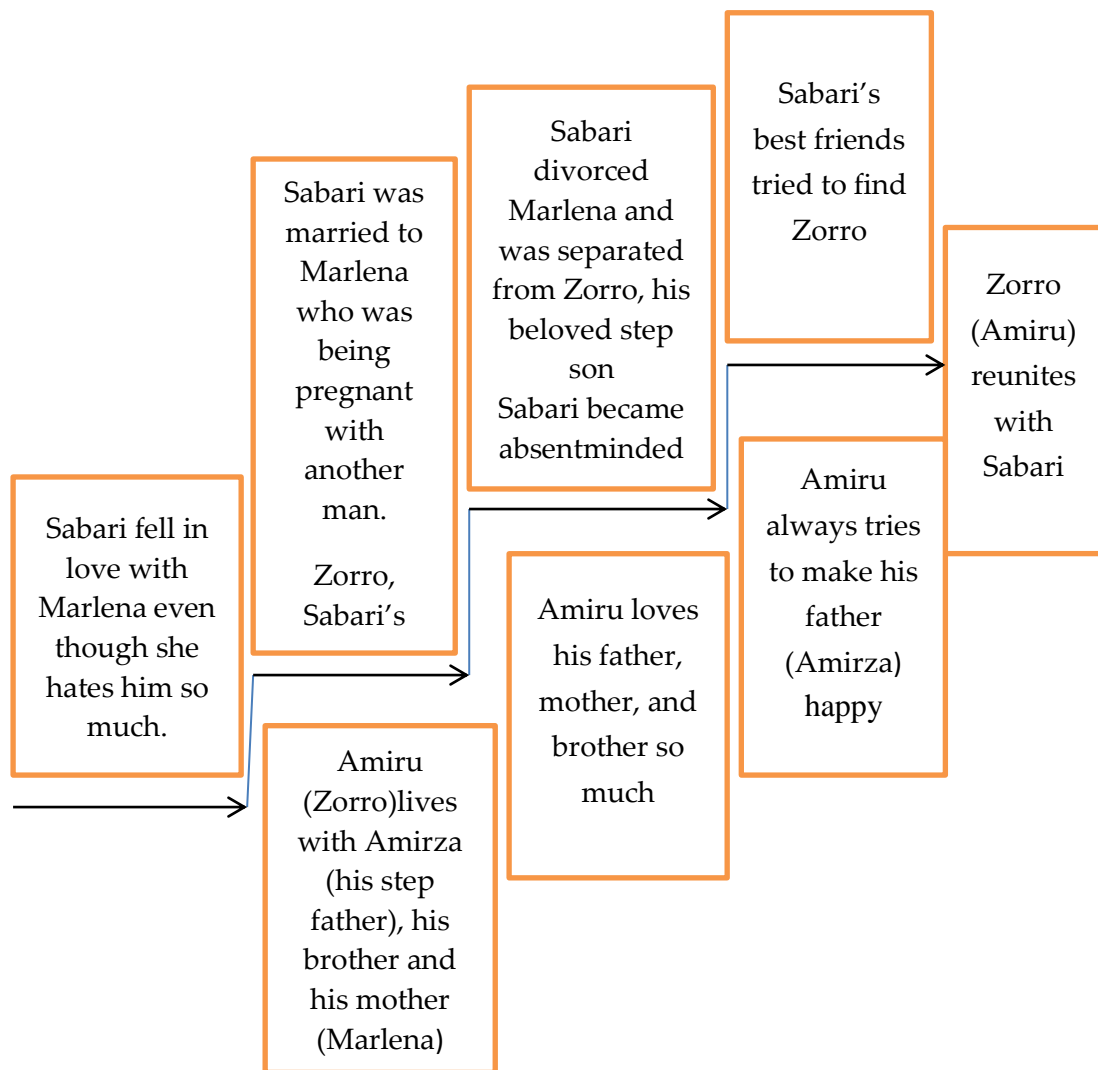 Sabari fell in
love with
Marlena even
though she
hates him so
much.
Sabari was
married to
Marlena
who was
being
pregnant
with
another
man.
Zorro,
Sabari’s
Sabari
divorced
Marlena and
was separated
from Zorro, his
beloved step
son
Sabari became
absentminded
Sabari’s
best friends
tried to find
Zorro
Zorro
(Amiru)
reunites
with
Sabari
Amiru
(Zorro)lives
with Amirza
(his step
father), his
brother and
his mother
(Marlena)
Amiru loves
his father,
mother, and
brother so
much
Amiru
always tries
to make his
father
(Amirza)
happy